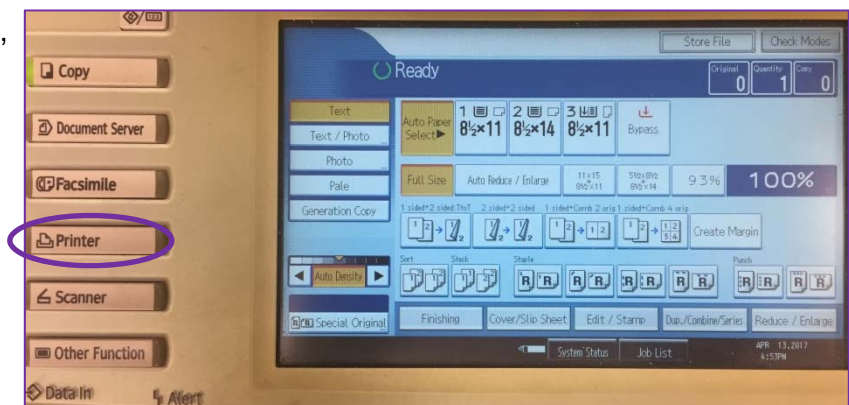 ,
Copy
Document Server
Facsimile
Printer
Scanner
Other Function
Data In
Alert
Store File
Check Modes
Ready
Original 0
Quantity 1
Copy 0
Text
Text / Photo
Photo
Pale
Generation Copy
Auto Density
Special Original
Auto Paper Select▶
1 8½×11
2 8½×14
3 8½×11
Bypass
Full Size
Auto Reduce / Enlarge
11×15
8½×11
5½×8½
8½×14
93%
100%
1 sided→2 sided TtoT
2 sided→2 sided
1 sided→Comb 2 orig
1 sided→Comb 4 orig
Create Margin
Sort
Stack
Staple
Punch
Finishing
Cover/Slip Sheet
Edit / Stamp
Dup./Combine/Series
Reduce / Enlarge
System Status
Job List
APR 13,2017
4:53PM